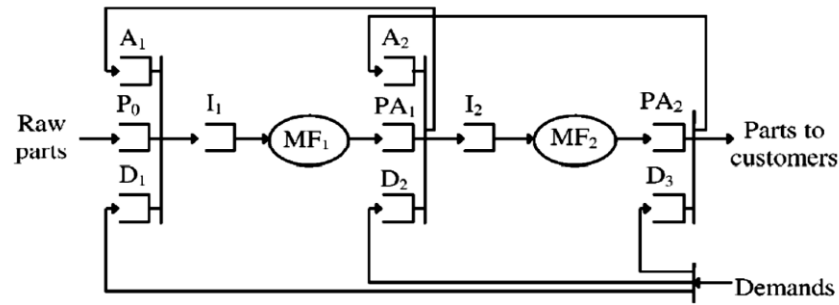 A₁
A₂
P₀
I₁
PA₁
I₂
PA₂
Raw
parts
MF₁
MF₂
Parts to
customers
D₁
D₂
D₃
Demands